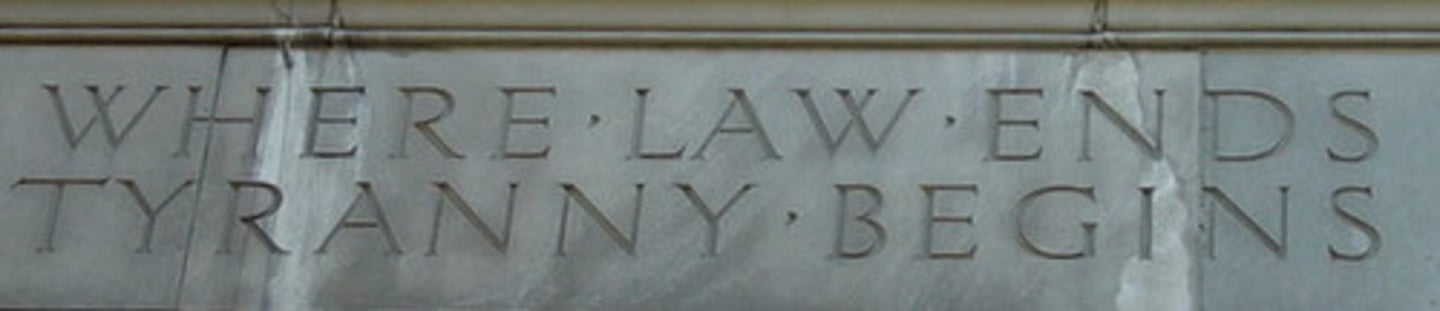 WHERE · LAW · ENDS
TYRANNY · BEGINS